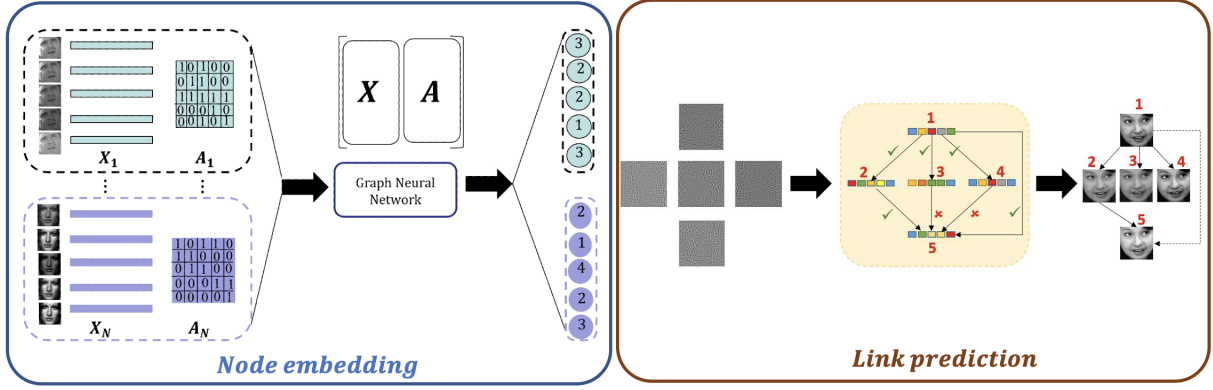 X₁
1 0 1 0 0
0 1 1 0 0
1 1 1 1 1
0 0 0 1 0
0 0 1 0 1
A₁
⋮
⋮
X_N
1 0 1 1 0
1 1 0 0 0
0 1 1 0 0
0 0 0 1 1
0 0 0 0 1
A_N
X
A
Graph Neural
Network
3
2
2
1
3
2
1
4
2
3
Node embedding
1
✓ ✓ ✓
2
3
4
✓ × × ✓
5
1
2
3
4
5
Link prediction